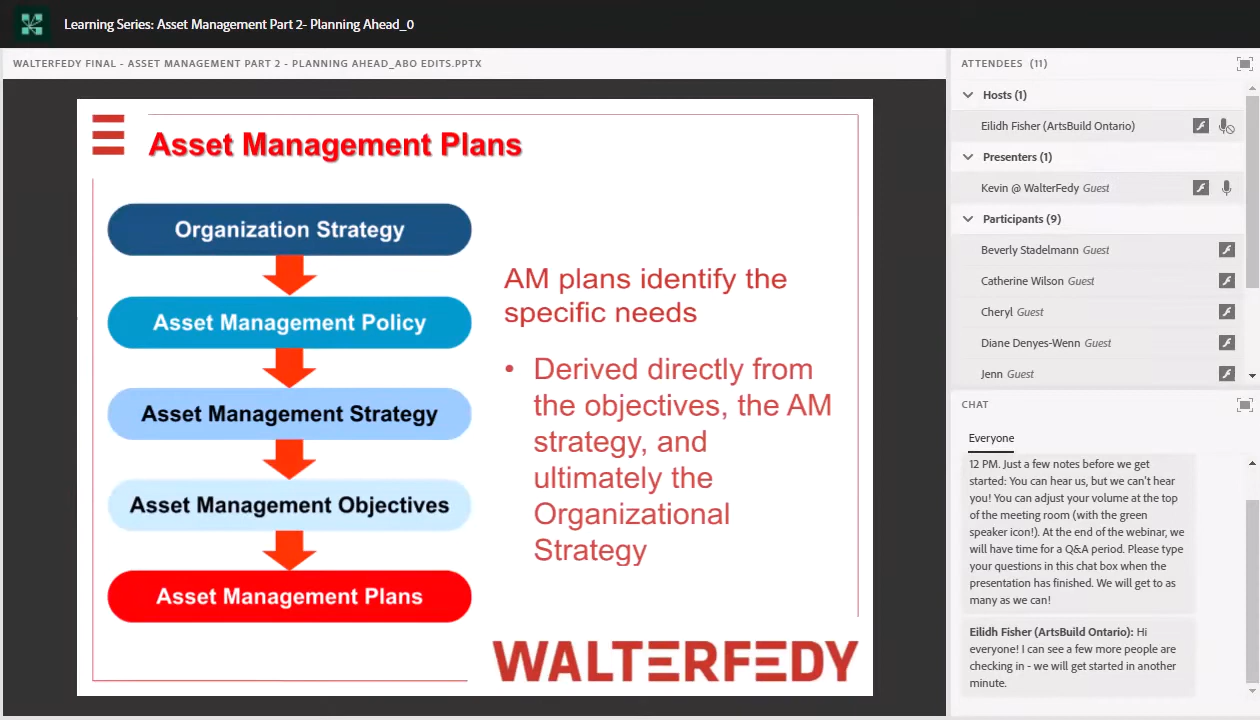 Learning Series: Asset Management Part 2- Planning Ahead_0
WALTERFEDY FINAL - ASSET MANAGEMENT PART 2 - PLANNING AHEAD_ABO EDITS.PPTX
Asset Management Plans
Organization Strategy
Asset Management Policy
Asset Management Strategy
Asset Management Objectives
Asset Management Plans
AM plans identify the
specific needs
• Derived directly from
the objectives, the AM
strategy, and
ultimately the
Organizational
Strategy
WALTERFEDY
ATTENDEES (11)
Hosts (1)
Eilidh Fisher (ArtsBuild Ontario)
Presenters (1)
Kevin @ WalterFedy Guest
Participants (9)
Beverly Stadelmann Guest
Catherine Wilson Guest
Cheryl Guest
Diane Denyes-Wenn Guest
Jenn Guest
CHAT
Everyone
12 PM. Just a few notes before we get
started: You can hear us, but we can't hear
you! You can adjust your volume at the top
of the meeting room (with the green
speaker icon!). At the end of the webinar, we
will have time for a Q&A period. Please type
your questions in this chat box when the
presentation has finished. We will get to as
many as we can!
Eilidh Fisher (ArtsBuild Ontario): Hi
everyone! I can see a few more people are
checking in - we will get started in another
minute.